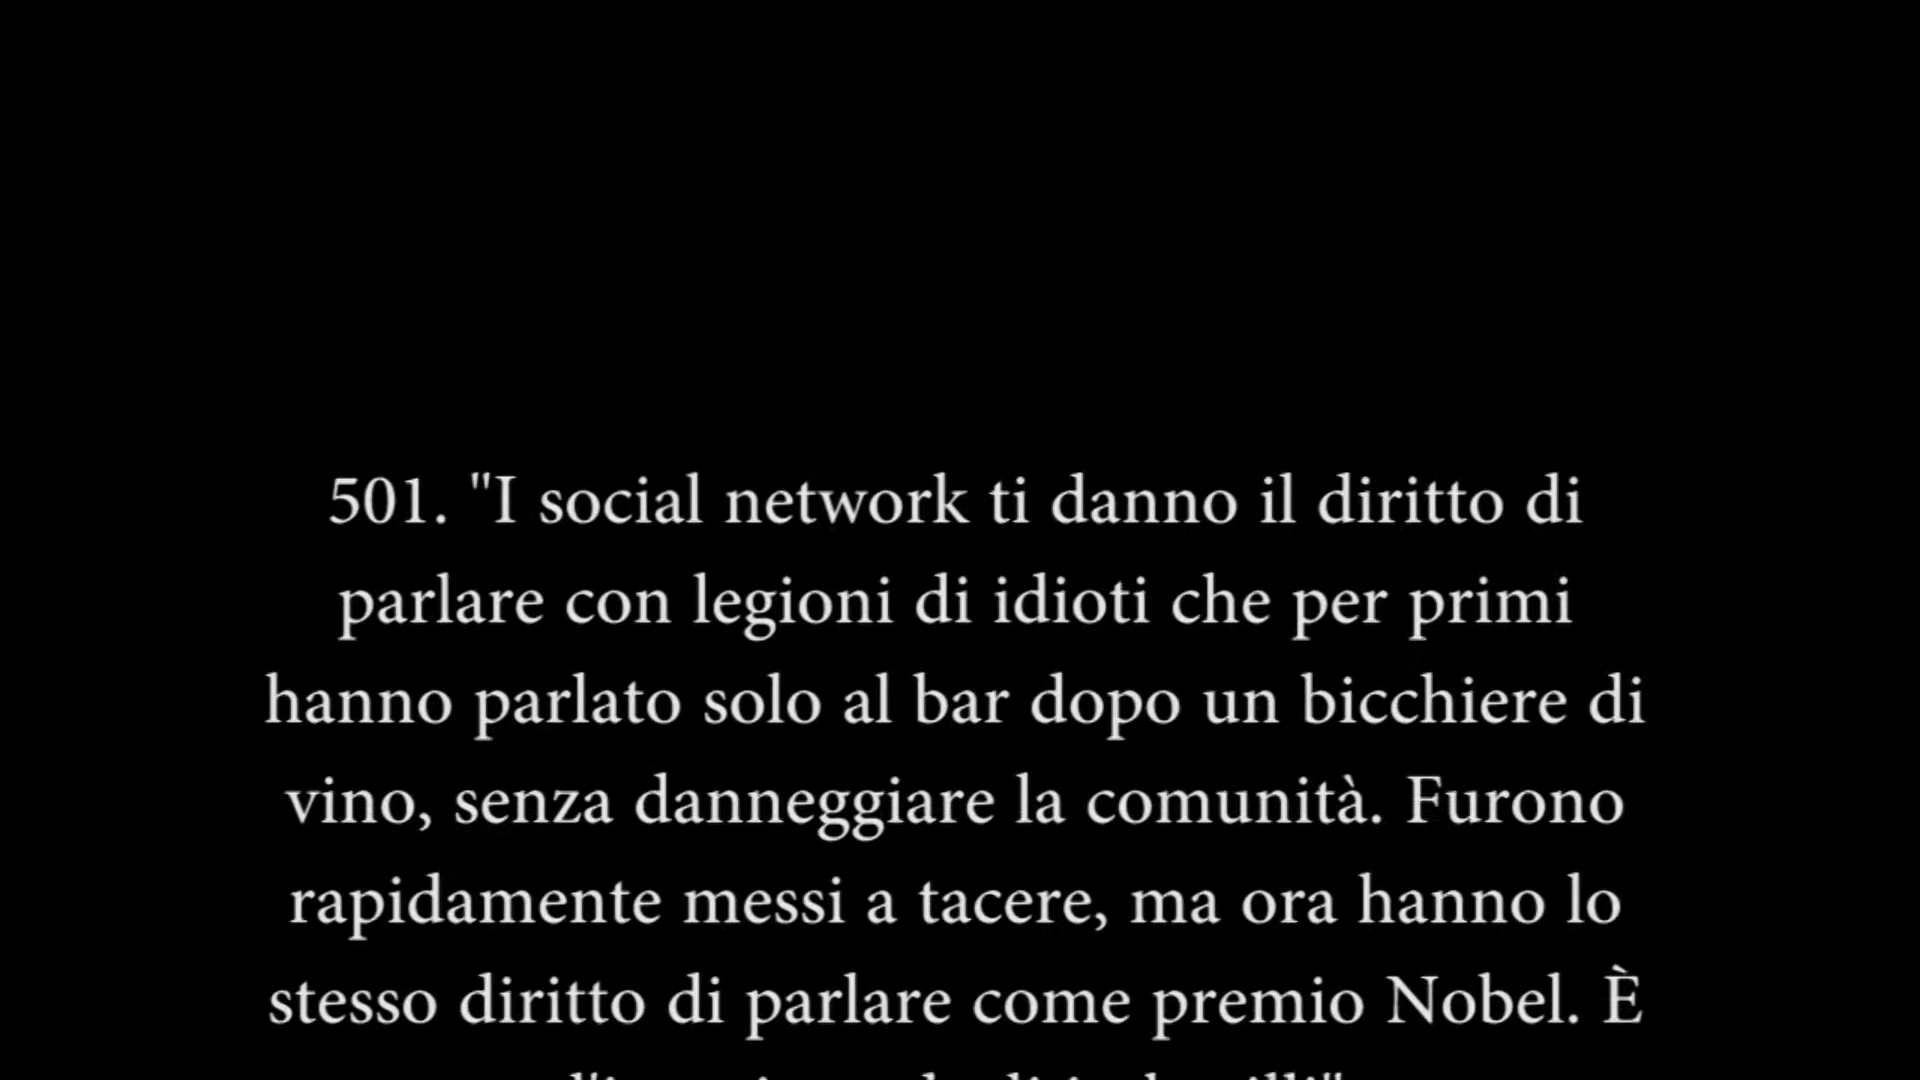 501. "I social network ti danno il diritto di
parlare con legioni di idioti che per primi
hanno parlato solo al bar dopo un bicchiere di
vino, senza danneggiare la comunità. Furono
rapidamente messi a tacere, ma ora hanno lo
stesso diritto di parlare come premio Nobel. È